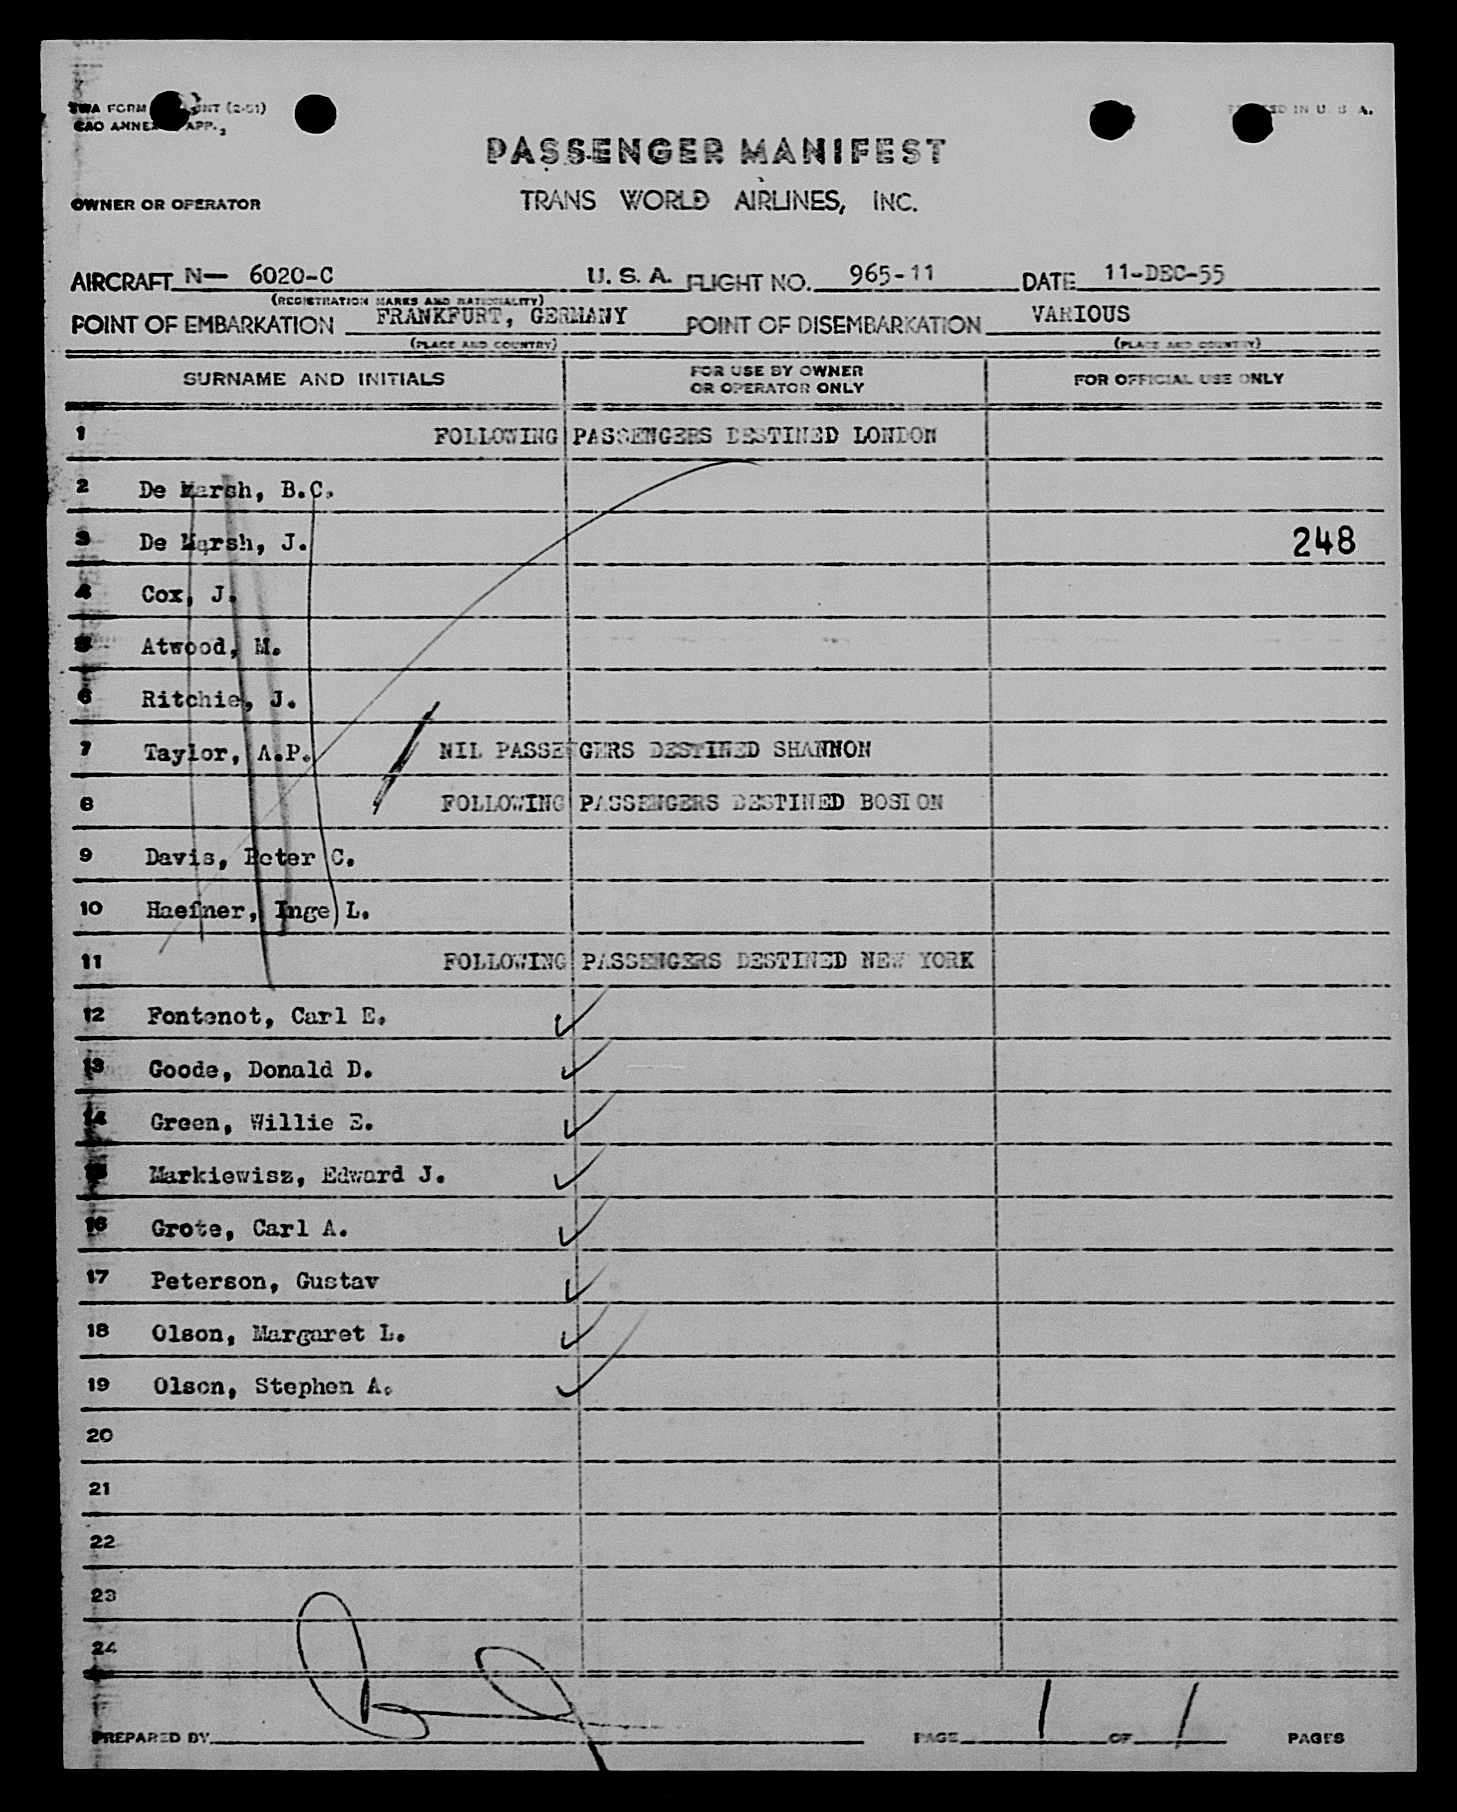 TWA FORM INT (2-51)
CAO ANNEX APP. 2
PRINTED IN U. S. A.
PASSENGER MANIFEST
OWNER OR OPERATOR TRANS WORLD AIRLINES, INC.
AIRCRAFT N— 6020-C U. S. A. FLIGHT NO. 965-11 DATE 11-DEC-55
(REGISTRATION MARKS AND NATIONALITY)
POINT OF EMBARKATION FRANKFURT, GERMANY POINT OF DISEMBARKATION VARIOUS
(PLACE AND COUNTRY) (PLACE AND COUNTRY)
SURNAME AND INITIALS FOR USE BY OWNER OR OPERATOR ONLY FOR OFFICIAL USE ONLY
1 FOLLOWING PASSENGERS DESTINED LONDON
2 De Marsh, B.C.
3 De Marsh, J. 248
4 Cox, J.
5 Atwood, M.
6 Ritchie, J.
7 Taylor, A.P. NIL PASSENGERS DESTINED SHANNON
8 FOLLOWING PASSENGERS DESTINED BOSTON
9 Davis, Peter C.
10 Haefner, Inge L.
11 FOLLOWING PASSENGERS DESTINED NEW YORK
12 Fontenot, Carl E.
13 Goode, Donald D.
14 Green, Willie E.
15 Markiewisz, Edward J.
16 Grote, Carl A.
17 Peterson, Gustav
18 Olson, Margaret L.
19 Olson, Stephen A.
20
21
22
23
24
PREPARED BY PAGE 1 OF 1 PAGES